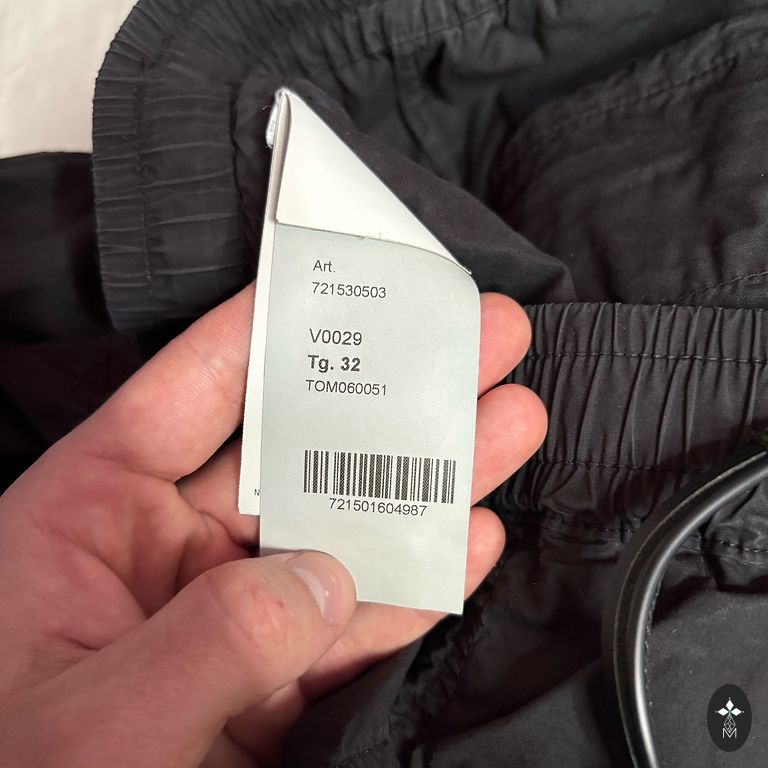 Art.
721530503
V0029
Tg. 32
TOM060051
721501604987
N
M